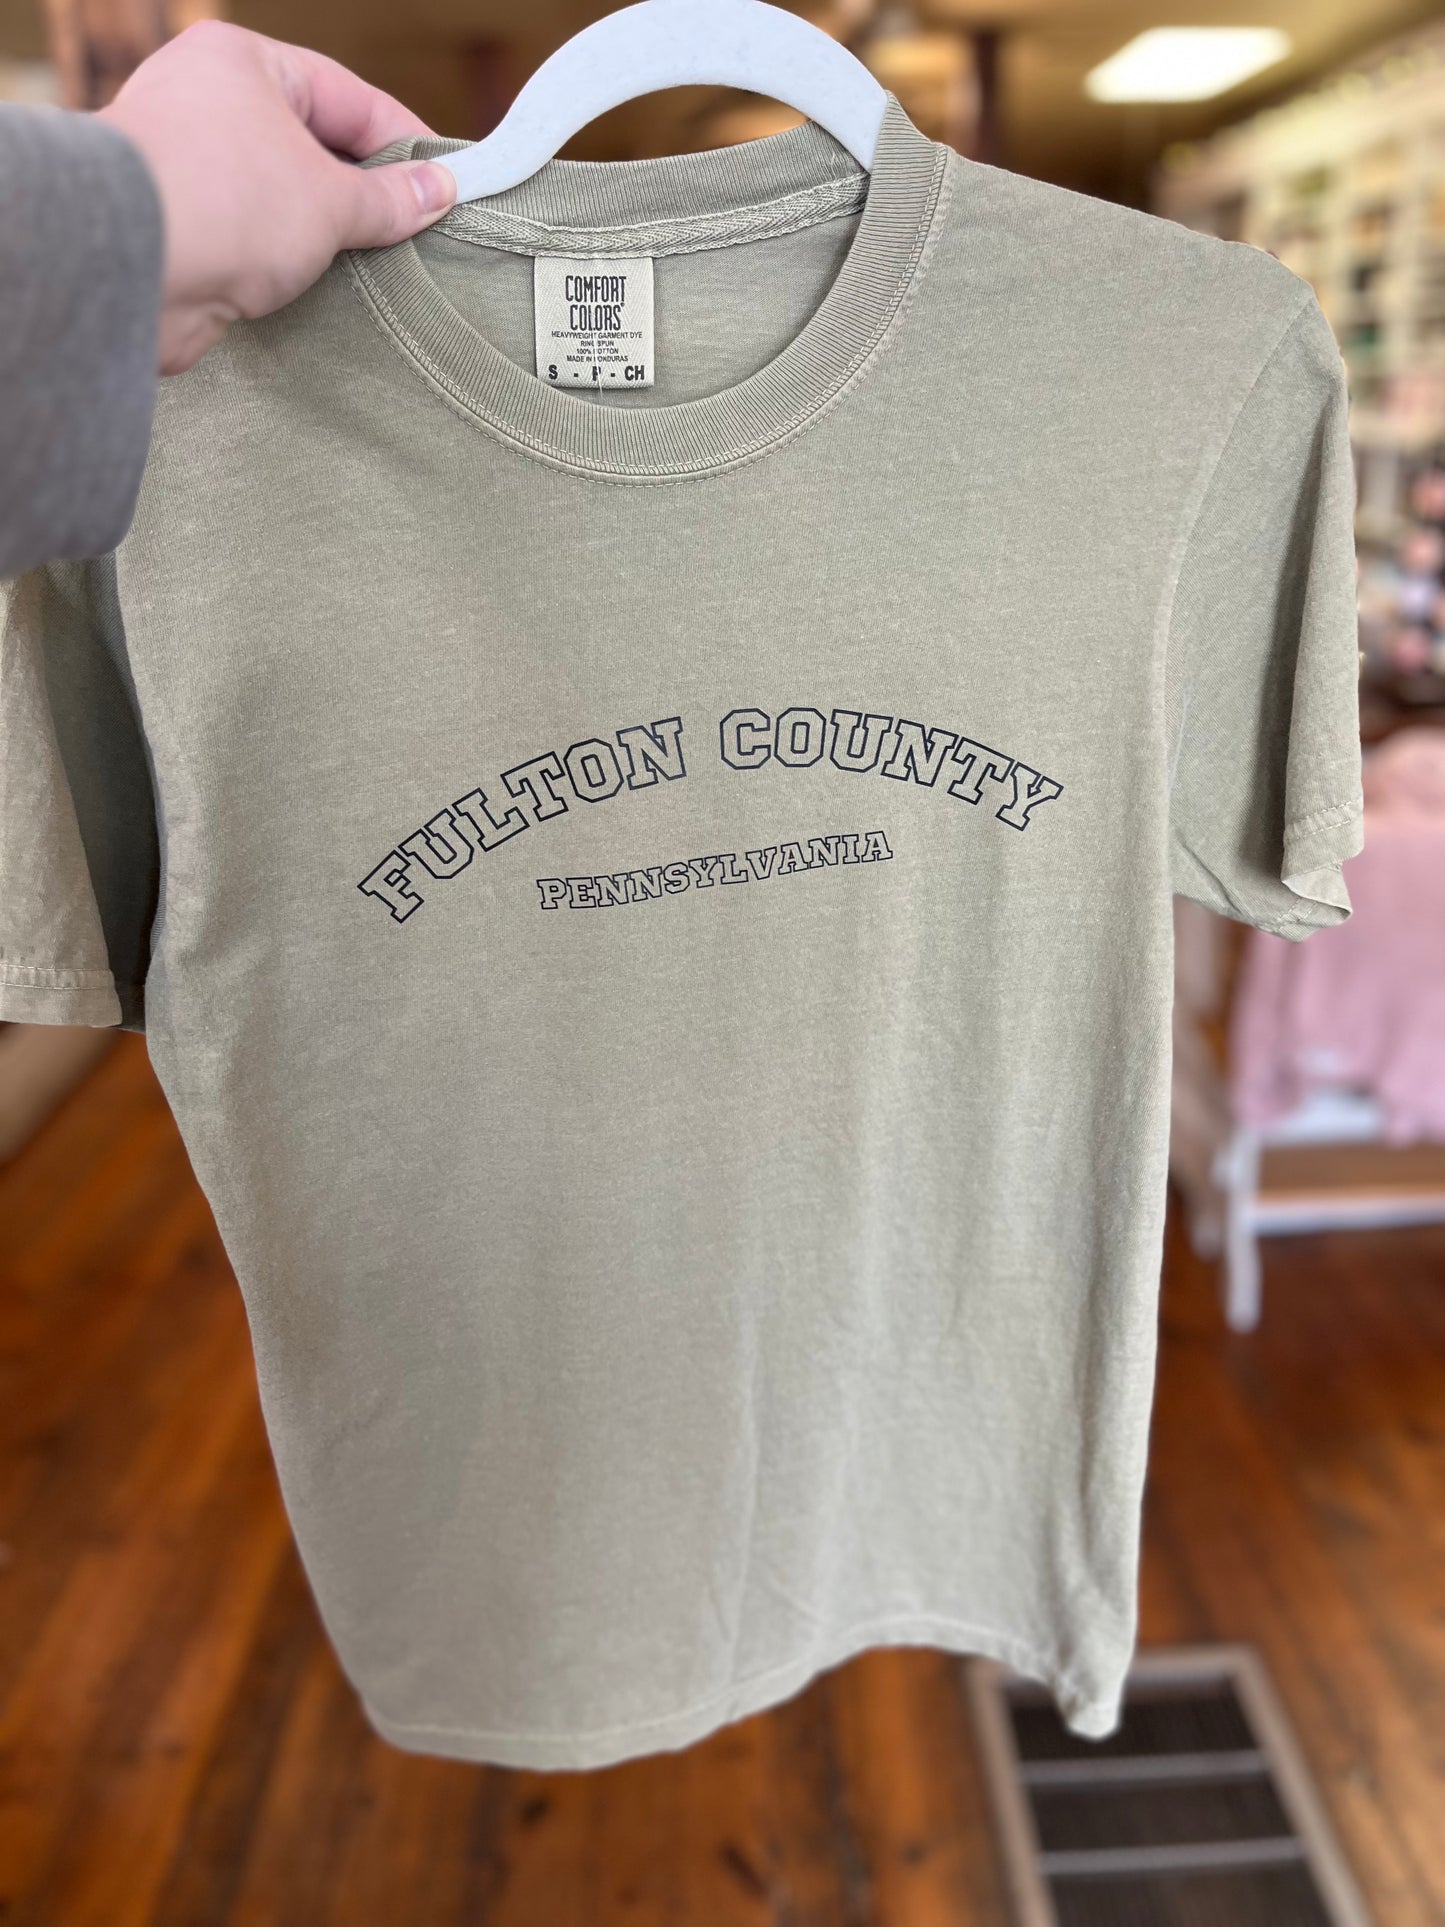 COMFORT
COLORS®
HEAVYWEIGHT GARMENT DYE
RING SPUN
100% COTTON
MADE IN HONDURAS
S - P - CH
FULTON COUNTY
PENNSYLVANIA